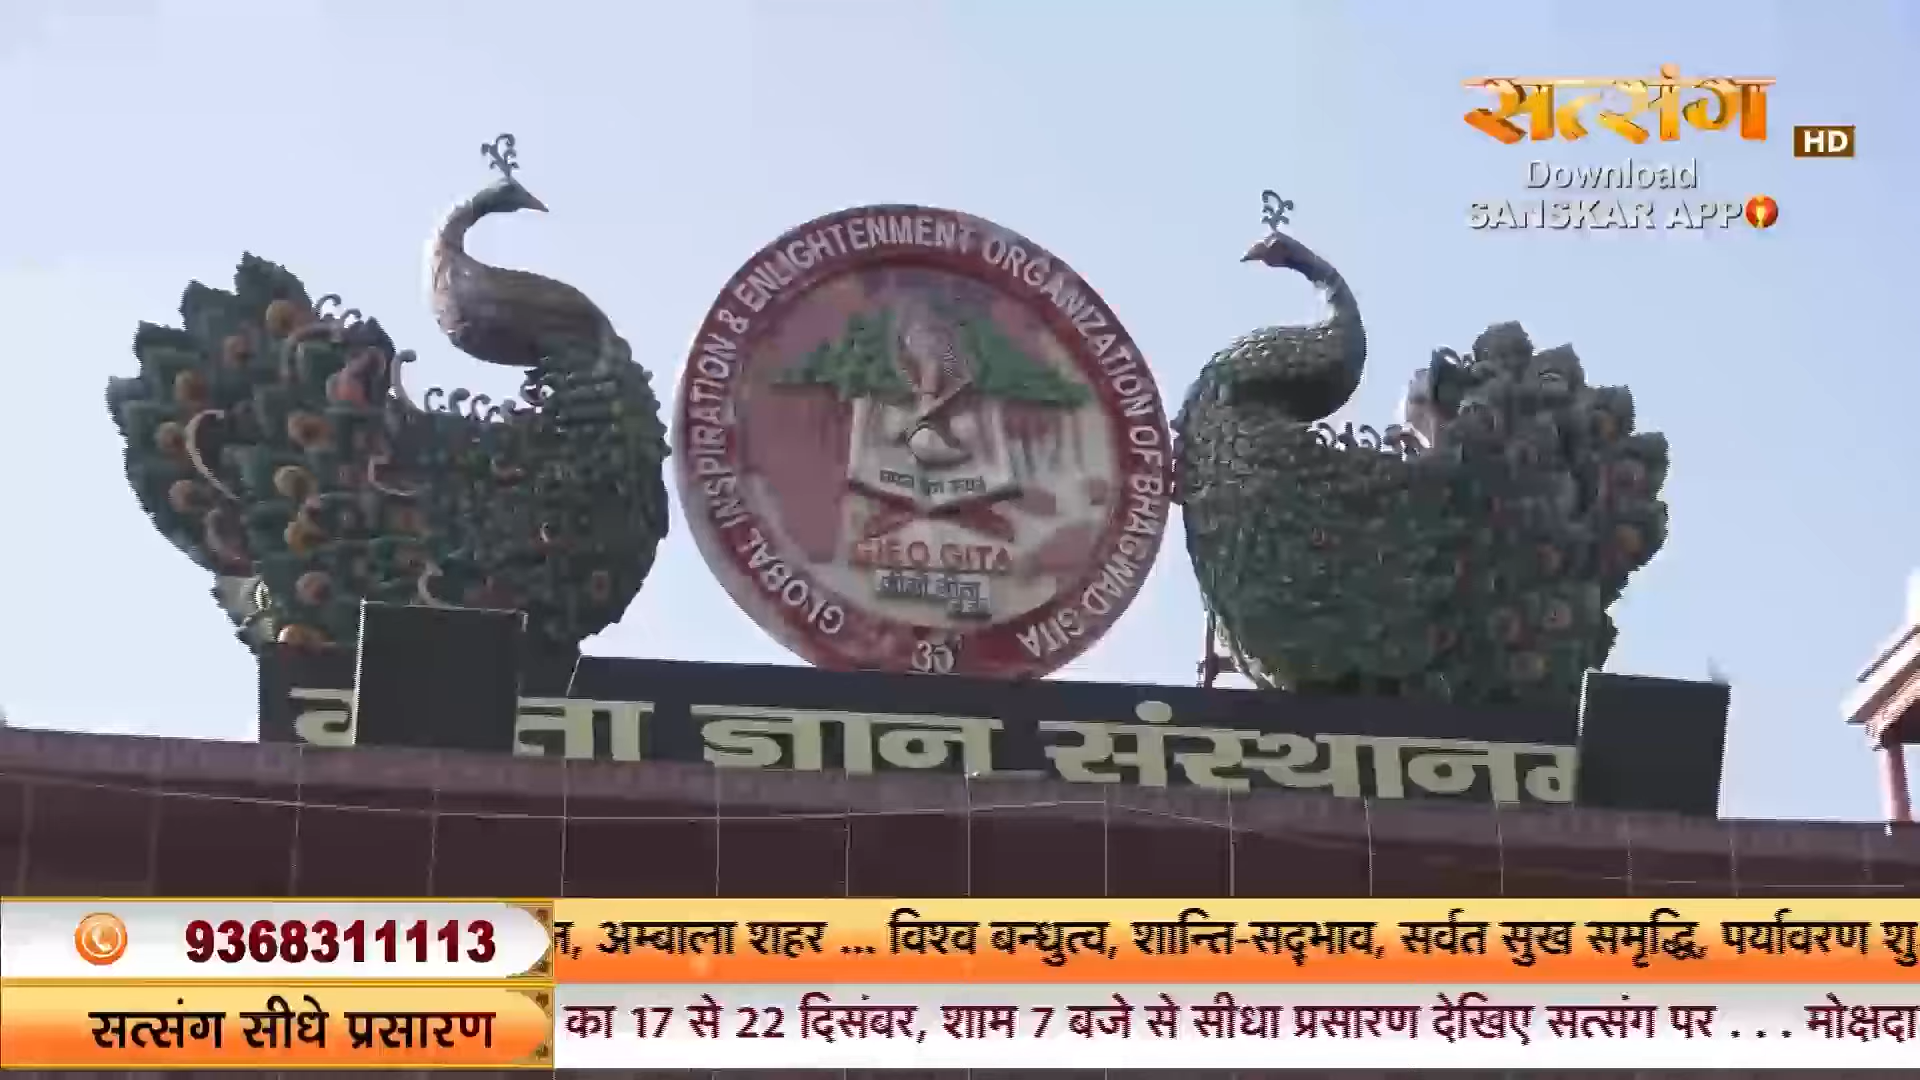 सत्संग
HD
Download
SANSKAR APP
GLOBAL INSPIRATION & ENLIGHTENMENT ORGANIZATION OF BHAGWAD GITA
GITA
ॐ
ता ज्ञान संस्थानम
9368311113
अम्बाला शहर ... विश्व बन्धुत्व, शान्ति-सद्भाव, सर्वत सुख समृद्धि, पर्यावरण शु
सत्संग सीधे प्रसारण
का 17 से 22 दिसंबर, शाम 7 बजे से सीधा प्रसारण देखिए सत्संग पर . . . मोक्षदा